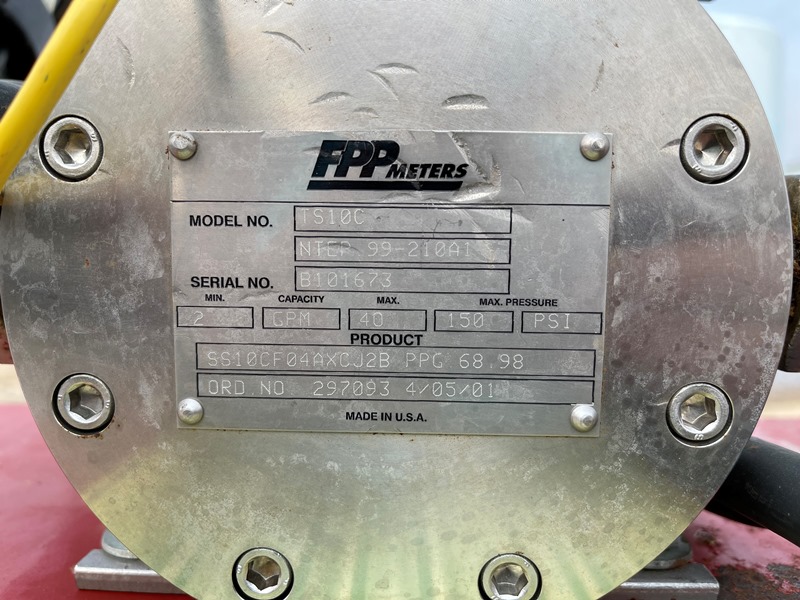 FPP METERS
MODEL NO. TS10C
NTEP 99-210A1
SERIAL NO. B101673
MIN. CAPACITY MAX. MAX. PRESSURE
2 GPM 40 150 PSI
PRODUCT
SS10CF04AXCJ2B PPG 68.98
ORD.NO 297093 4/05/01
MADE IN U.S.A.